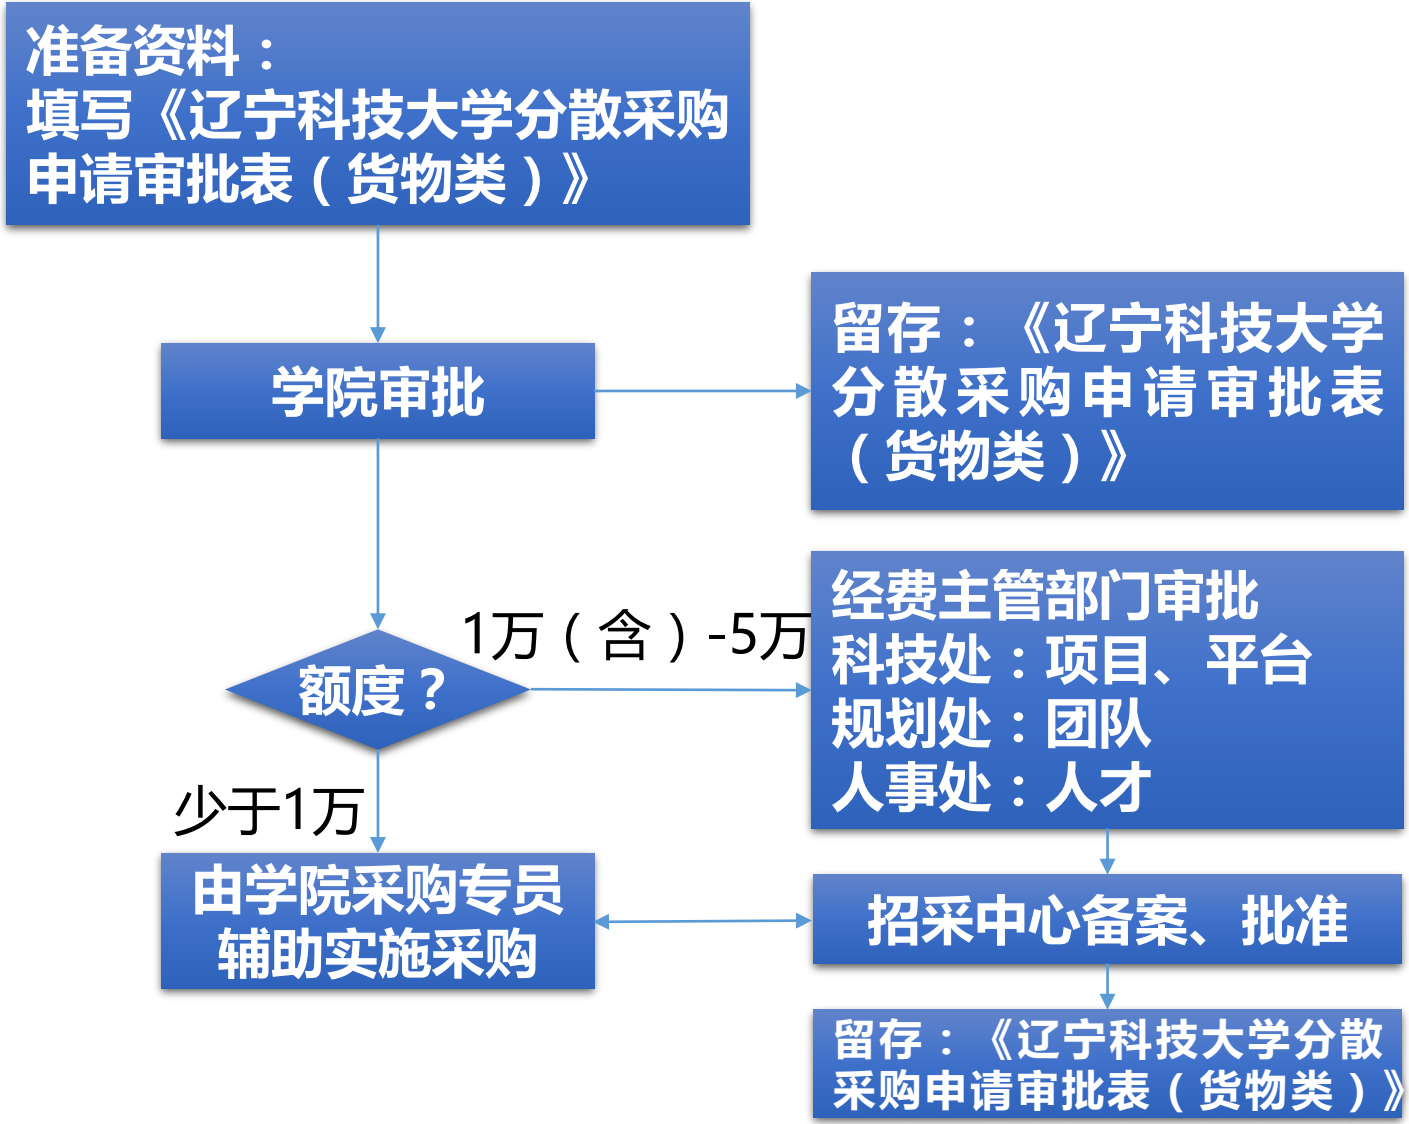 准备资料：
填写《辽宁科技大学分散采购
申请审批表（货物类）》
学院审批
留存：《辽宁科技大学
分散采购申请审批表
（货物类）》
额度？
1万（含）-5万
经费主管部门审批
科技处：项目、平台
规划处：团队
人事处：人才
少于1万
由学院采购专员
辅助实施采购
招采中心备案、批准
留存：《辽宁科技大学分散
采购申请审批表（货物类）》